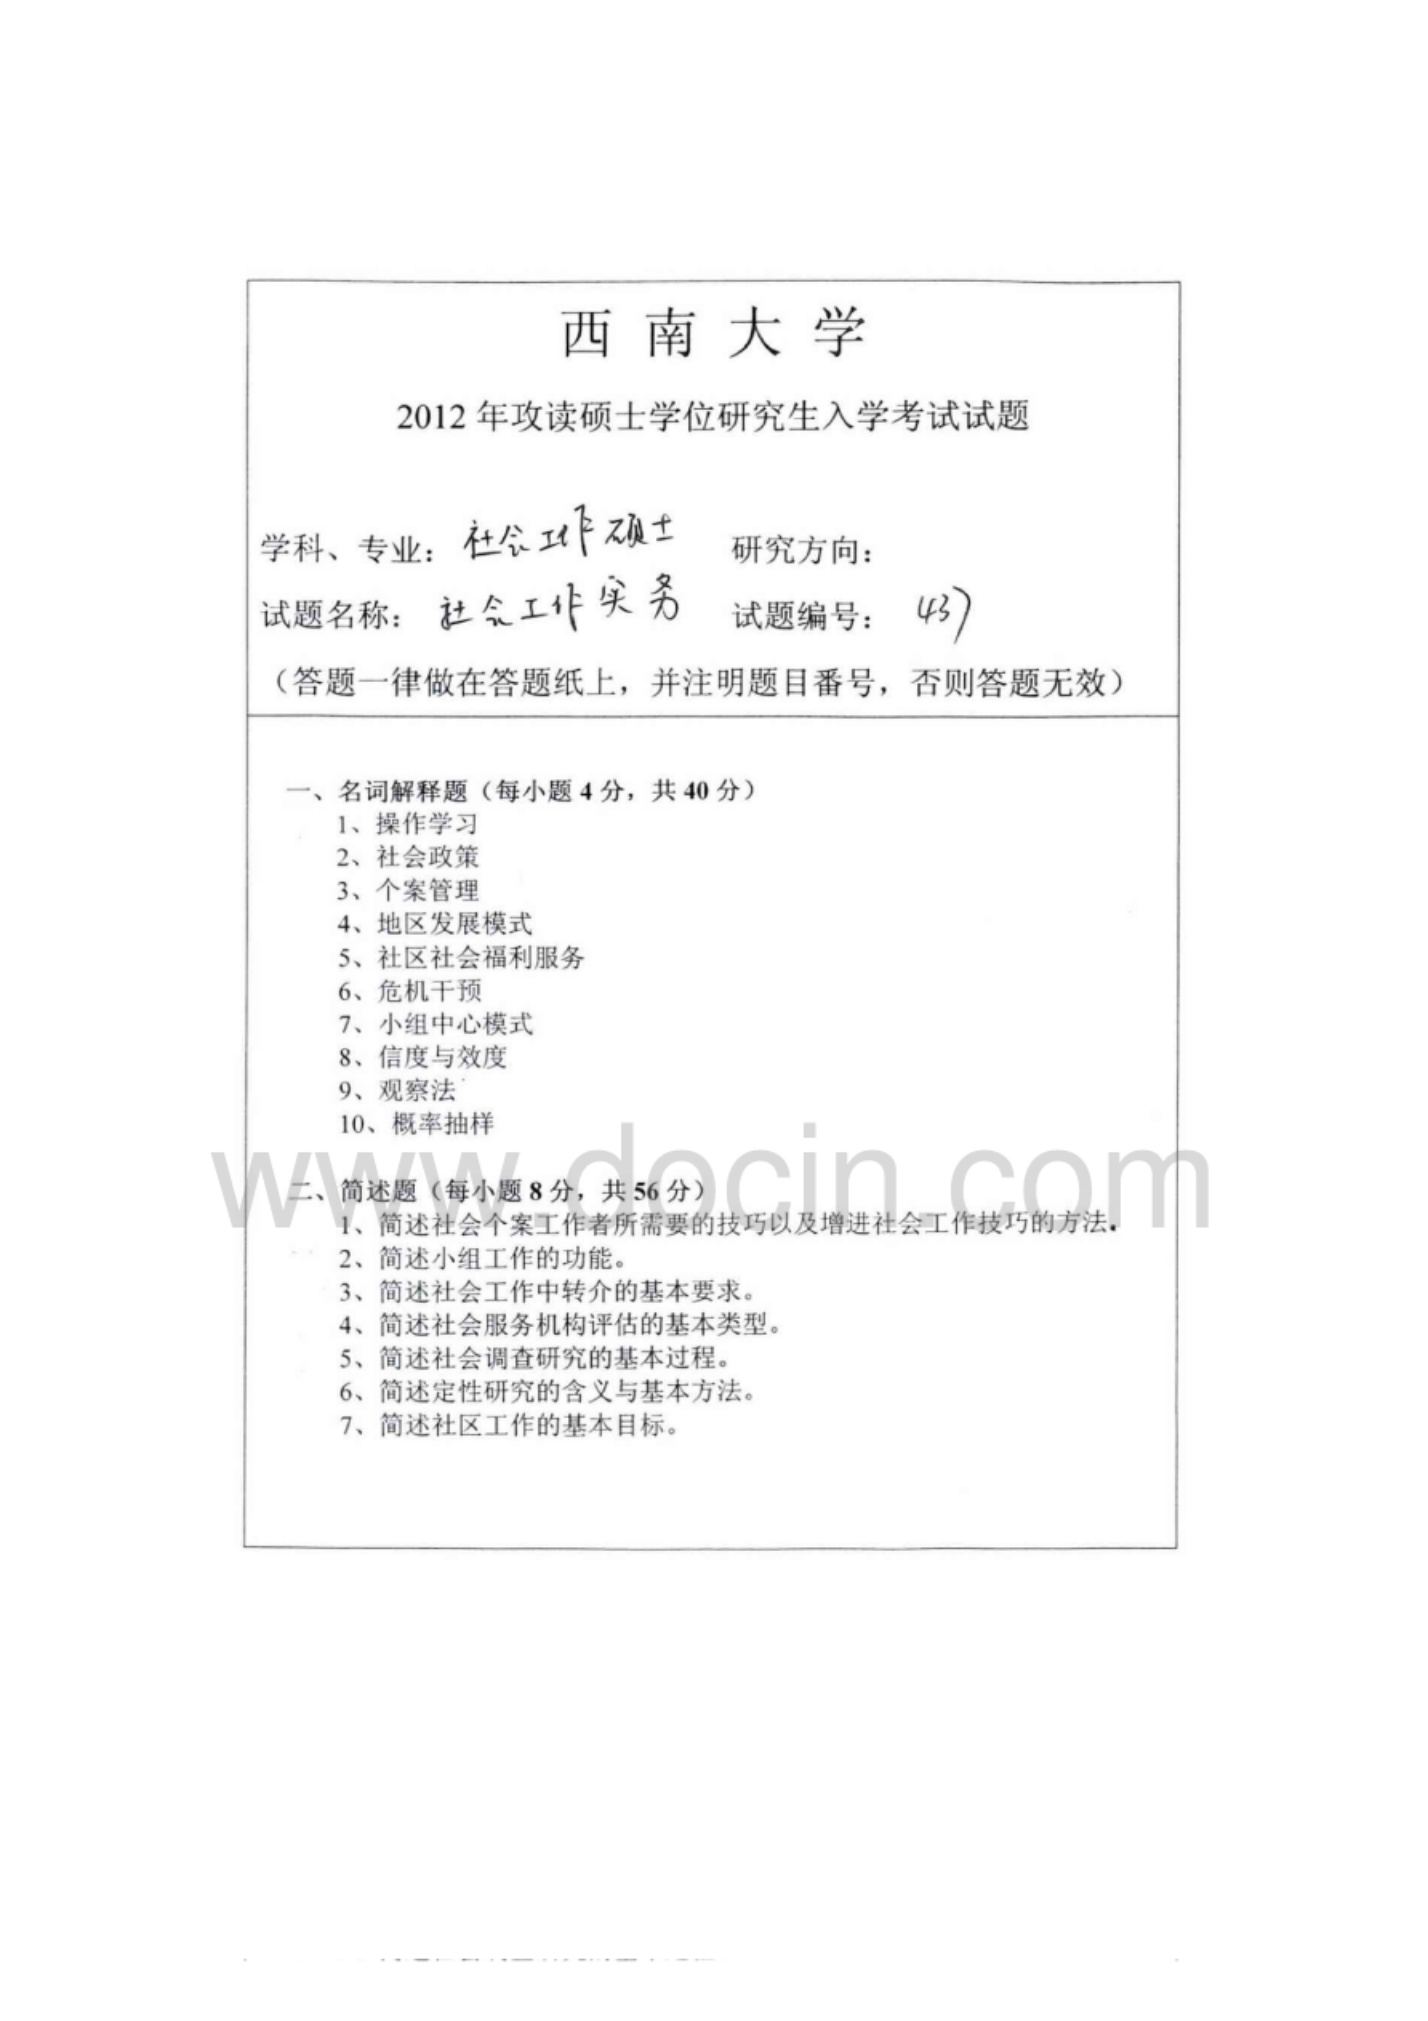 西南大学
2012 年攻读硕士学位研究生入学考试试题
学科、专业：社会工作硕士 研究方向：
试题名称：社会工作实务 试题编号：437
（答题一律做在答题纸上，并注明题目番号，否则答题无效）
一、名词解释题（每小题 4 分，共 40 分）
1、操作学习
2、社会政策
3、个案管理
4、地区发展模式
5、社区社会福利服务
6、危机干预
7、小组中心模式
8、信度与效度
9、观察法
10、概率抽样
www.docin.com
二、简述题（每小题 8 分，共 56 分）
1、简述社会个案工作者所需要的技巧以及增进社会工作技巧的方法.
2、简述小组工作的功能。
3、简述社会工作中转介的基本要求。
4、简述社会服务机构评估的基本类型。
5、简述社会调查研究的基本过程。
6、简述定性研究的含义与基本方法。
7、简述社区工作的基本目标。